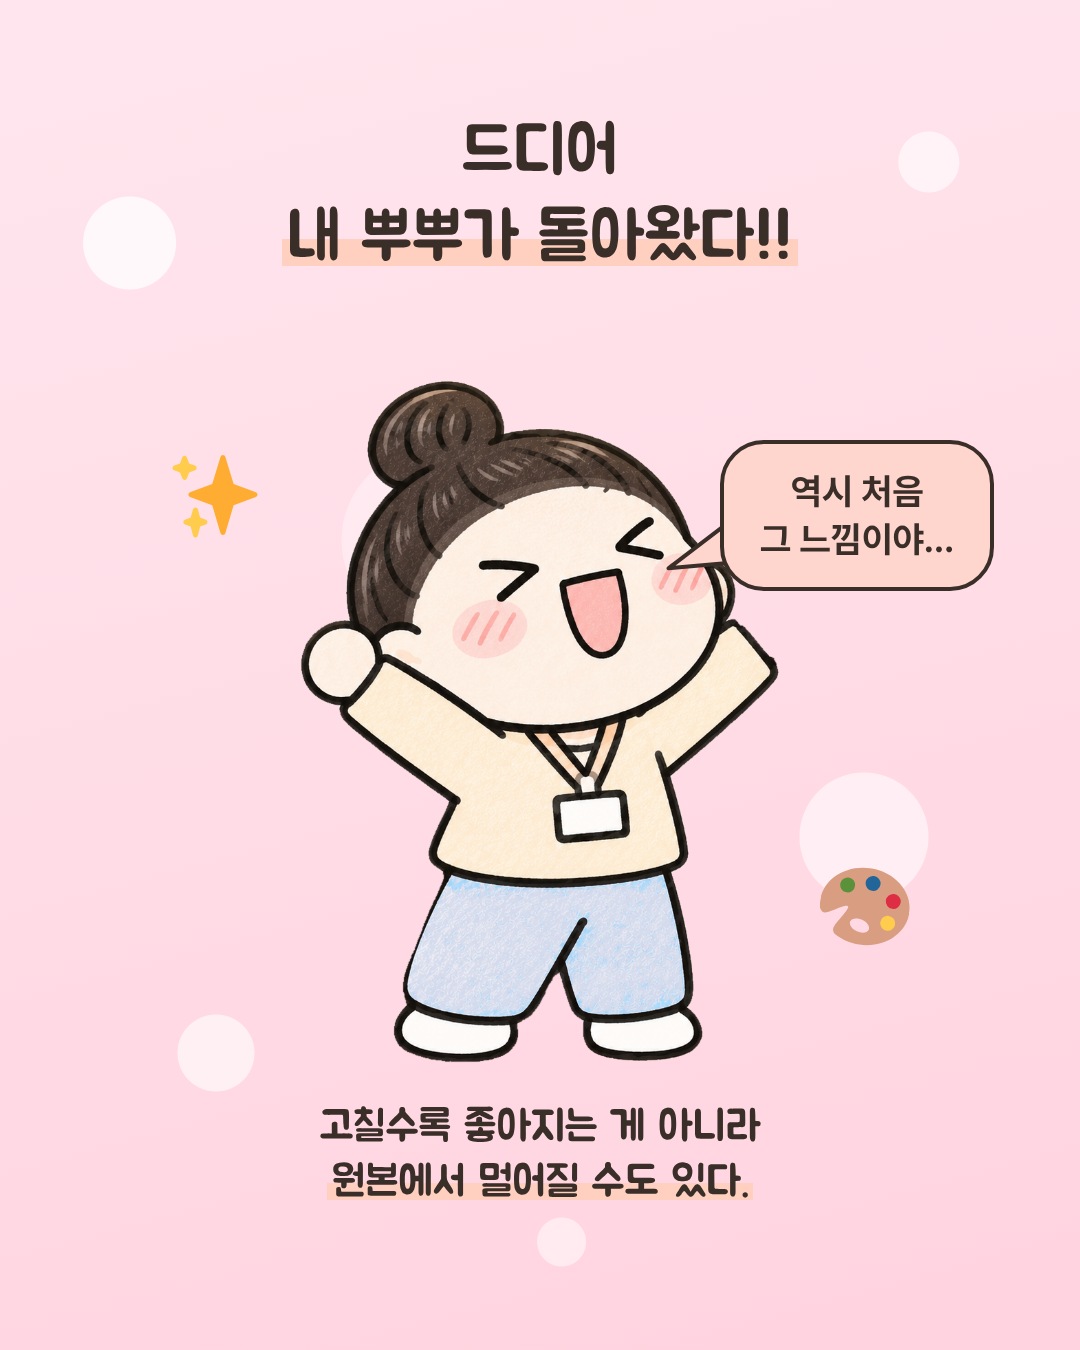 드디어
내 뿌뿌가 돌아왔다!!
역시 처음
그 느낌이야...
고칠수록 좋아지는 게 아니라
원본에서 멀어질 수도 있다.